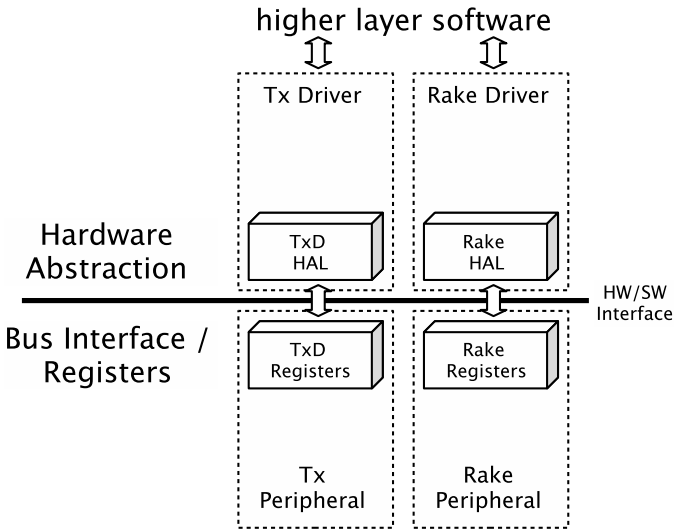 higher layer software
Tx Driver
Rake Driver
Hardware
Abstraction
TxD
HAL
Rake
HAL
HW/SW
Interface
Bus Interface /
Registers
TxD
Registers
Rake
Registers
Tx
Peripheral
Rake
Peripheral